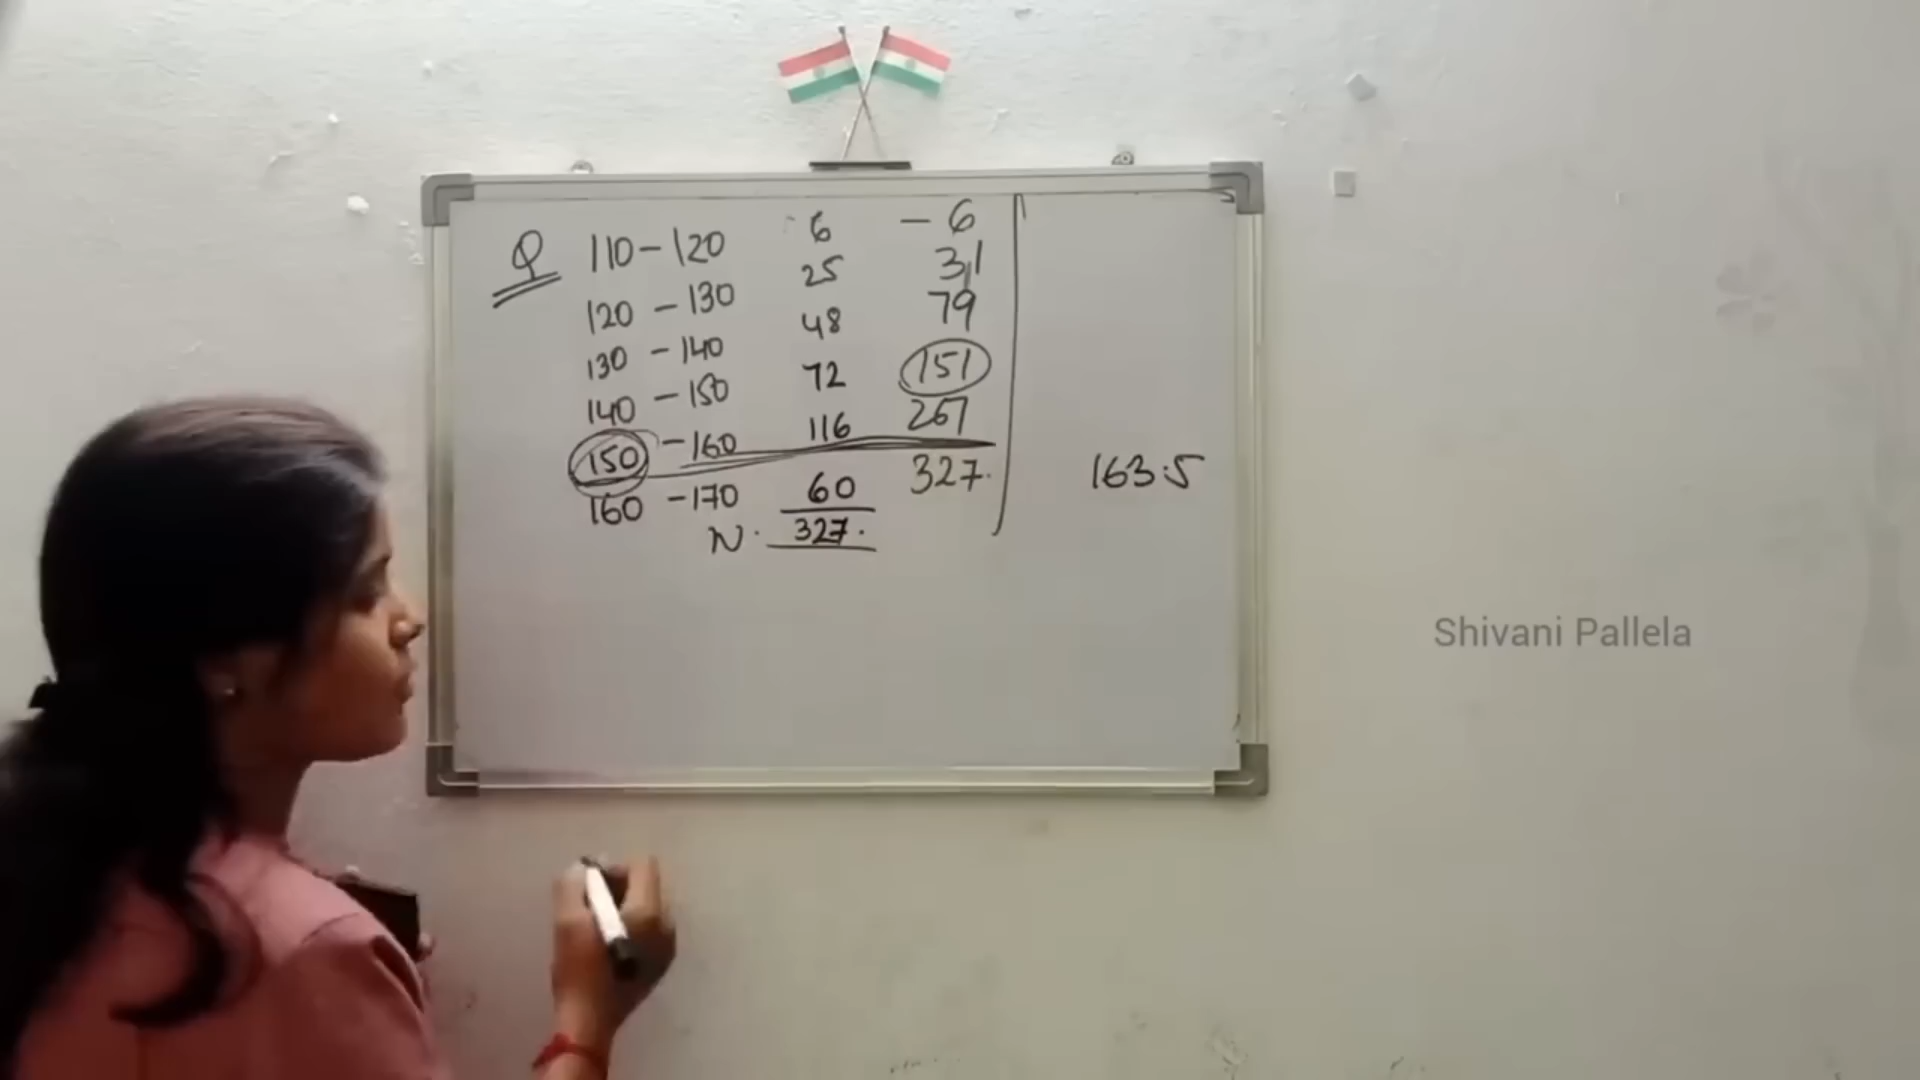 Q 110-120 6 - 6
120-130 25 31
130-140 48 79
140-150 72 151
150-160 116 267
160-170 60 327.
N. 327.
163.5
Shivani Pallela